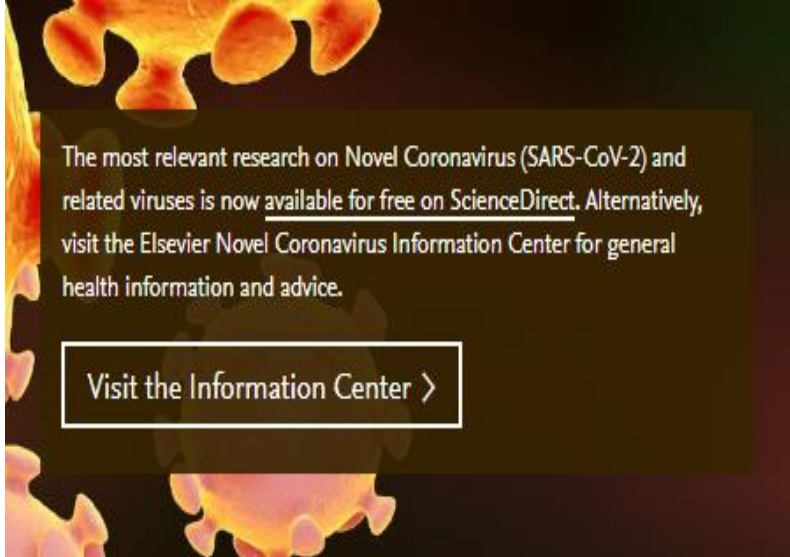 The most relevant research on Novel Coronavirus (SARS-CoV-2) and
related viruses is now available for free on ScienceDirect. Alternatively,
visit the Elsevier Novel Coronavirus Information Center for general
health information and advice.
Visit the Information Center >